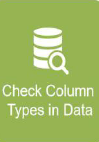 Check Column
Types in Data